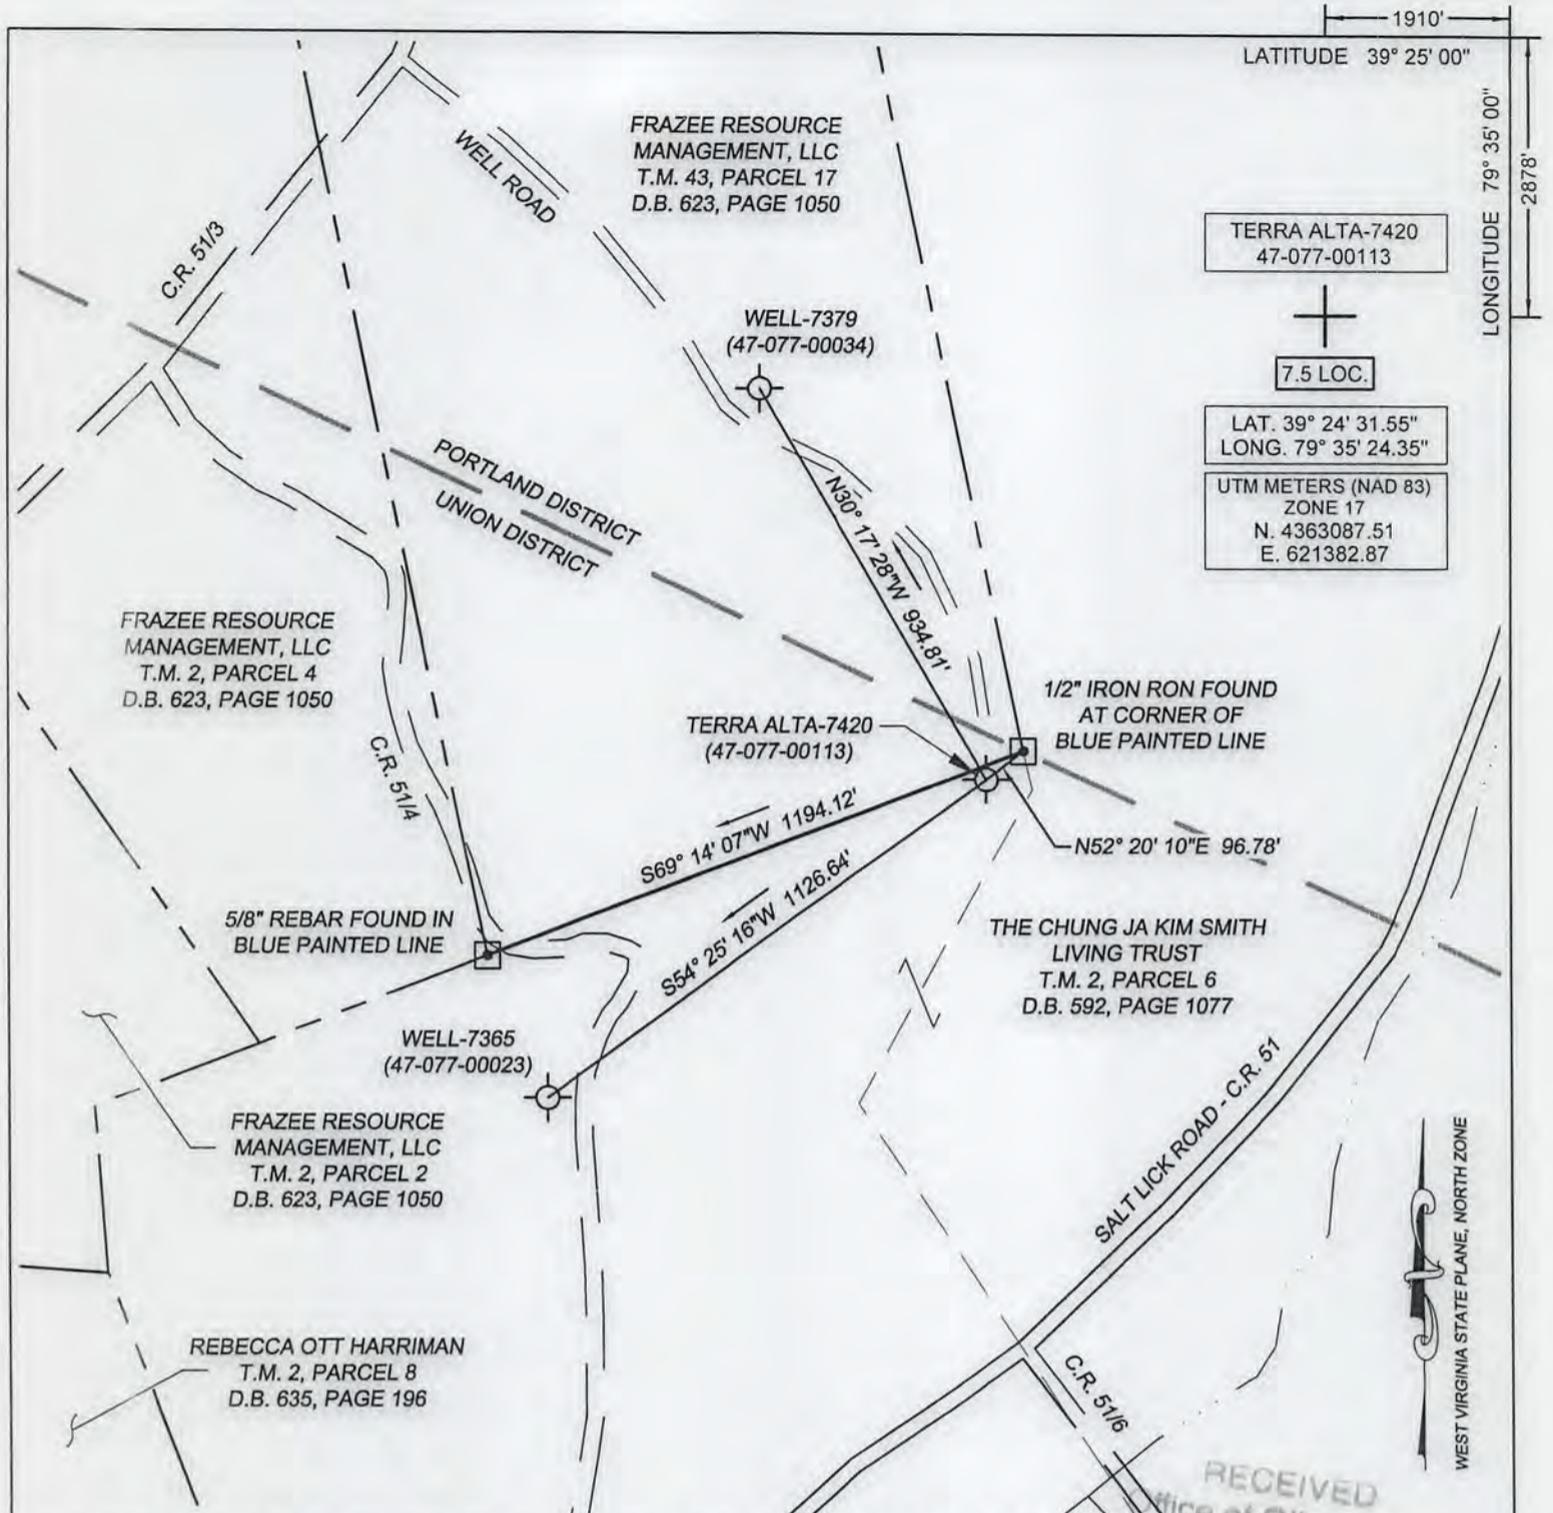 1910'
LATITUDE 39° 25' 00"
LONGITUDE 79° 35' 00"
2878'
FRAZEE RESOURCE
MANAGEMENT, LLC
T.M. 43, PARCEL 17
D.B. 623, PAGE 1050
WELL ROAD
C.R. 51/3
TERRA ALTA-7420
47-077-00113
7.5 LOC.
LAT. 39° 24' 31.55"
LONG. 79° 35' 24.35"
UTM METERS (NAD 83)
ZONE 17
N. 4363087.51
E. 621382.87
WELL-7379
(47-077-00034)
PORTLAND DISTRICT
UNION DISTRICT
N30° 17' 28"W 934.81'
FRAZEE RESOURCE
MANAGEMENT, LLC
T.M. 2, PARCEL 4
D.B. 623, PAGE 1050
C.R. 51/4
TERRA ALTA-7420
(47-077-00113)
1/2" IRON RON FOUND
AT CORNER OF
BLUE PAINTED LINE
S69° 14' 07"W 1194.12'
N52° 20' 10"E 96.78'
S54° 25' 16"W 1126.64'
5/8" REBAR FOUND IN
BLUE PAINTED LINE
THE CHUNG JA KIM SMITH
LIVING TRUST
T.M. 2, PARCEL 6
D.B. 592, PAGE 1077
WELL-7365
(47-077-00023)
FRAZEE RESOURCE
MANAGEMENT, LLC
T.M. 2, PARCEL 2
D.B. 623, PAGE 1050
SALT LICK ROAD - C.R. 51
WEST VIRGINIA STATE PLANE, NORTH ZONE
REBECCA OTT HARRIMAN
T.M. 2, PARCEL 8
D.B. 635, PAGE 196
C.R. 51/6
RECEIVED